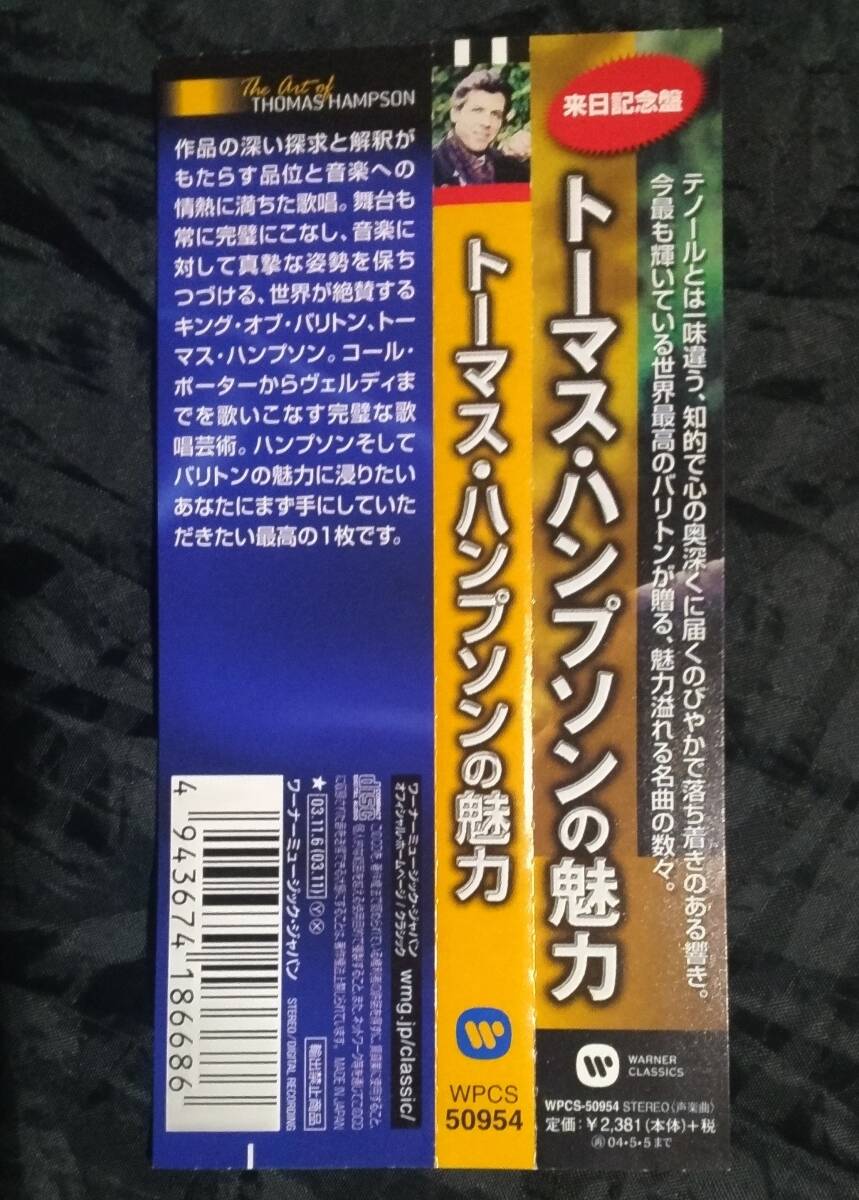 The Art of
THOMAS HAMPSON
作品の深い探求と解釈が
もたらす品位と音楽への
情熱に満ちた歌唱。舞台も
常に完璧にこなし、音楽に
対して真摯な姿勢を保ち
つづける、世界が絶賛する
キング・オブ・バリトン、トー
マス・ハンプソン。コール・
ポーターからヴェルディま
でを歌いこなす完璧な歌
唱芸術。ハンプソンそして
バリトンの魅力に浸りたい
あなたにまず手にしていた
だきたい最高の1枚です。
ワーナーミュージック・ジャパン
オフィシャル・ホームページ/クラシック
wmg.jp/classic/
COMPACT
disc
DIGITAL AUDIO
MADE IN JAPAN
★ 03.11.6 (03.11) Ⓨ Ⓧ
輸出禁止商品
ワーナーミュージック・ジャパン STEREO/DIGITAL RECORDING
4 943674 186686
トーマス・ハンプソンの魅力
WPCS
50954
来日記念盤
テノールとは一味違う、知的で心の奥深くに届くのびやかで落ち着きのある響き。
今最も輝いている世界最高のバリトンが贈る、魅力溢れる名曲の数々。
トーマス・ハンプソンの魅力
WARNER
CLASSICS
WPCS-50954 STEREO〈声楽曲〉
定価:¥2,381(本体)+税
㋐04・5・5まで